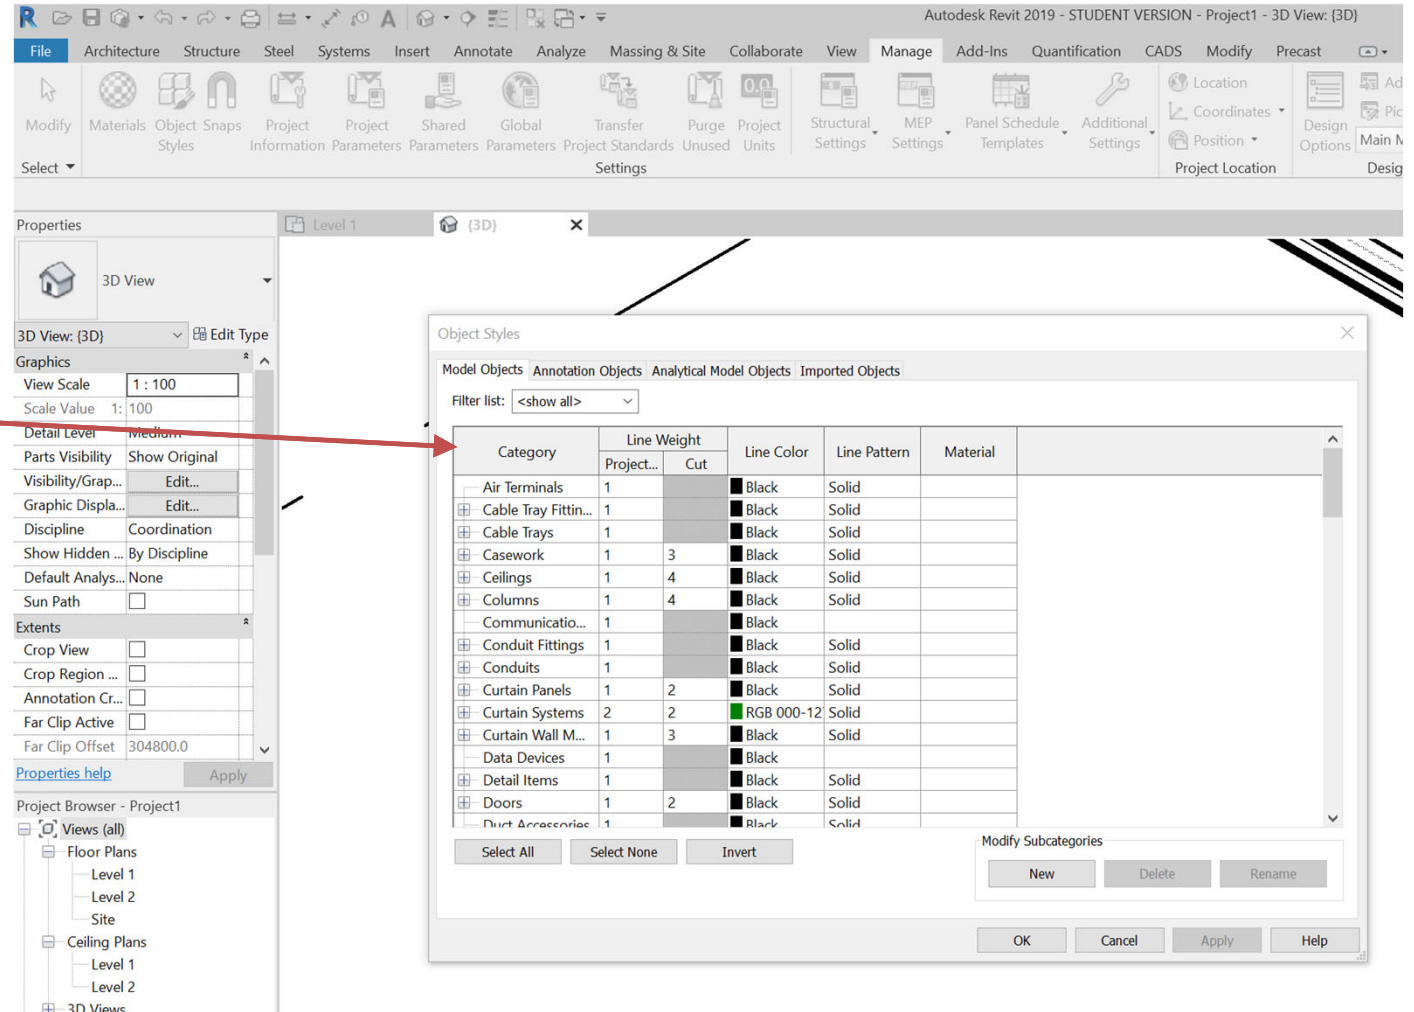 Autodesk Revit 2019 - STUDENT VERSION - Project1 - 3D View: {3D}
File Architecture Structure Steel Systems Insert Annotate Analyze Massing & Site Collaborate View Manage Add-Ins Quantification CADS Modify Precast
Modify Materials Object Styles Snaps Project Information Project Parameters Shared Parameters Global Parameters Transfer Project Standards Purge Unused Project Units Structural Settings MEP Settings Panel Schedule Templates Additional Settings Location Coordinates Position Design Options Ad Pic Main M
Select Settings Project Location Desig
Properties
Level 1 {3D}
3D View
3D View: {3D} Edit Type
Graphics
View Scale 1 : 100
Scale Value 1: 100
Detail Level Medium
Parts Visibility Show Original
Visibility/Grap... Edit...
Graphic Displa... Edit...
Discipline Coordination
Show Hidden ... By Discipline
Default Analys... None
Sun Path
Extents
Crop View
Crop Region ...
Annotation Cr...
Far Clip Active
Far Clip Offset 304800.0
Properties help Apply
Project Browser - Project1
Views (all)
Floor Plans
Level 1
Level 2
Site
Ceiling Plans
Level 1
Level 2
3D Views
Object Styles
Model Objects Annotation Objects Analytical Model Objects Imported Objects
Filter list: <show all>
Category Line Weight Line Color Line Pattern Material
Project... Cut
Air Terminals 1 Black Solid
Cable Tray Fittin... 1 Black Solid
Cable Trays 1 Black Solid
Casework 1 3 Black Solid
Ceilings 1 4 Black Solid
Columns 1 4 Black Solid
Communicatio... 1 Black
Conduit Fittings 1 Black Solid
Conduits 1 Black Solid
Curtain Panels 1 2 Black Solid
Curtain Systems 2 2 RGB 000-12 Solid
Curtain Wall M... 1 3 Black Solid
Data Devices 1 Black
Detail Items 1 Black Solid
Doors 1 2 Black Solid
Duct Accessories 1 Black Solid
Select All Select None Invert
Modify Subcategories
New Delete Rename
OK Cancel Apply Help